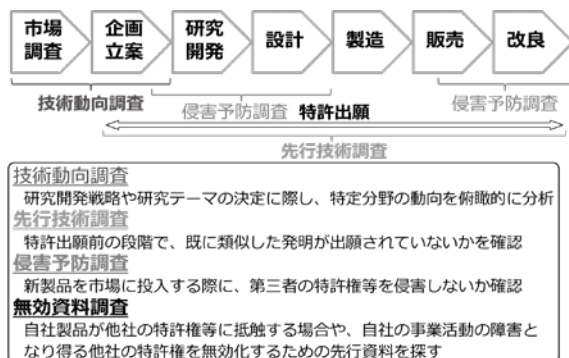 市場調査
企画立案
研究開発
設計
製造
販売
改良
技術動向調査
侵害予防調査 特許出願
侵害予防調査
先行技術調査
技術動向調査
研究開発戦略や研究テーマの決定に際し、特定分野の動向を俯瞰的に分析
先行技術調査
特許出願前の段階で、既に類似した発明が出願されていないかを確認
侵害予防調査
新製品を市場に投入する際に、第三者の特許権等を侵害しないか確認
無効資料調査
自社製品が他社の特許権等に抵触する場合や、自社の事業活動の障害と
なり得る他社の特許権を無効化するための先行資料を探す